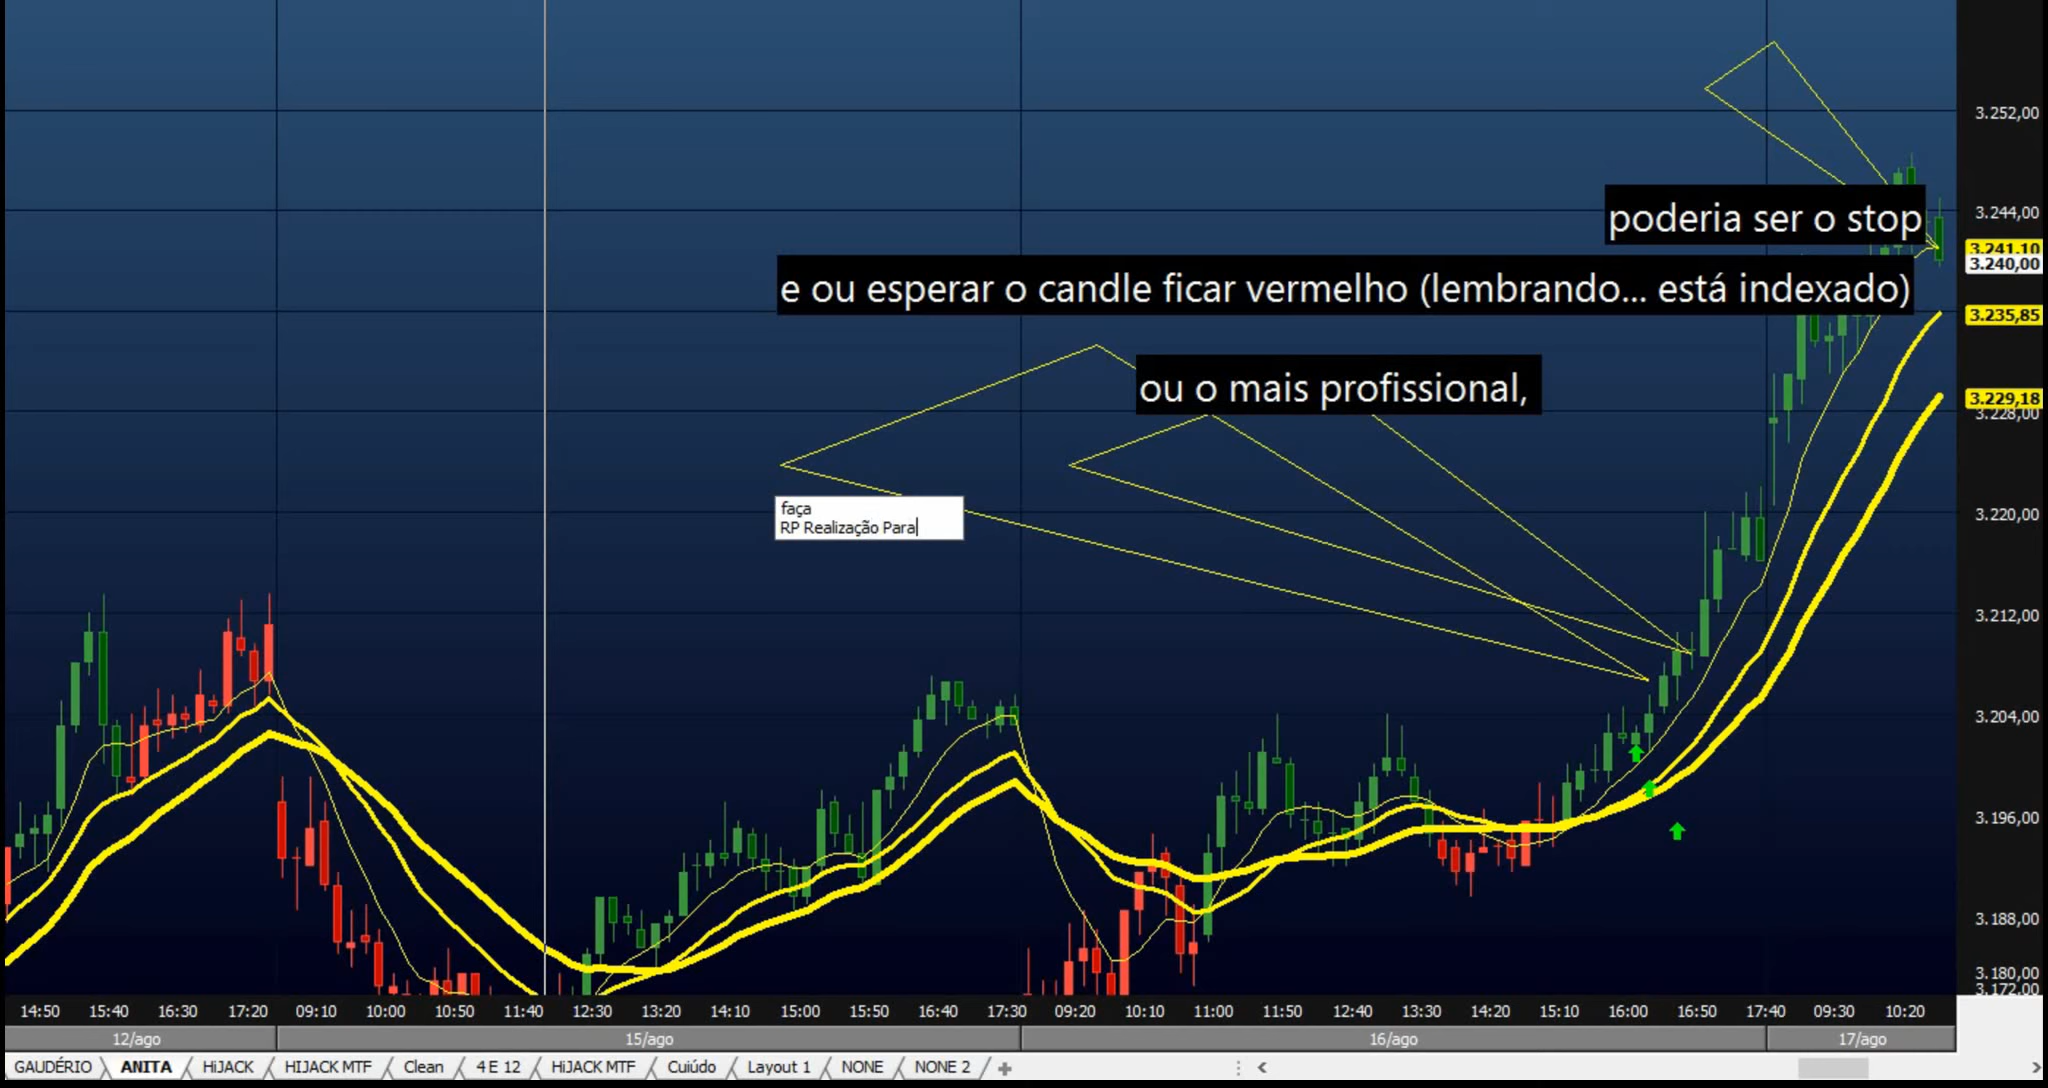 3.252,00
poderia ser o stop
3.244,00
3.241,10
3.240,00
e ou esperar o candle ficar vermelho (lembrando... está indexado)
3.235,85
ou o mais profissional,
3.229,18
3.228,00
faça
RP Realização Para
3.220,00
3.212,00
3.204,00
3.196,00
3.188,00
3.180,00
3.172,00
14:50 15:40 16:30 17:20 09:10 10:00 10:50 11:40 12:30 13:20 14:10 15:00 15:50 16:40 17:30 09:20 10:10 11:00 11:50 12:40 13:30 14:20 15:10 16:00 16:50 17:40 09:30 10:20
12/ago 15/ago 16/ago 17/ago
GAUDÉRIO ANITA HiJACK HIJACK MTF Clean 4 E 12 HiJACK MTF Cuiúdo Layout 1 NONE NONE 2